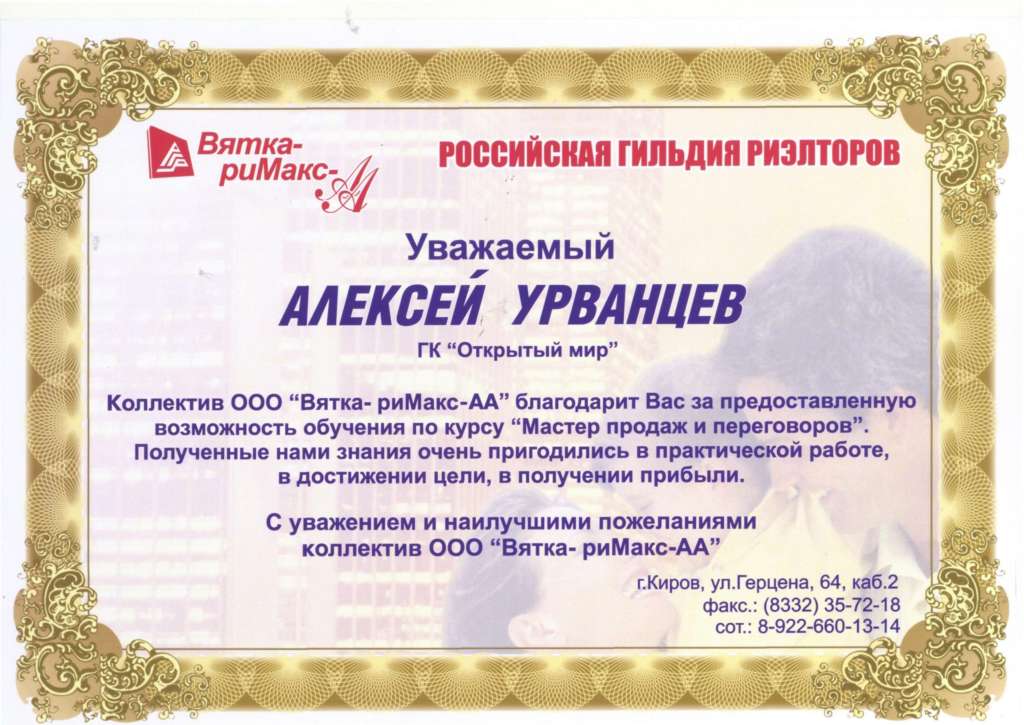 Вятка-
риМакс-АА
РОССИЙСКАЯ ГИЛЬДИЯ РИЭЛТОРОВ
Уважаемый
АЛЕКСЕЙ УРВАНЦЕВ
ГК “Открытый мир”
Коллектив ООО “Вятка- риМакс-АА” благодарит Вас за предоставленную
возможность обучения по курсу “Мастер продаж и переговоров”.
Полученные нами знания очень пригодились в практической работе,
в достижении цели, в получении прибыли.
С уважением и наилучшими пожеланиями
коллектив ООО “Вятка- риМакс-АА”
г.Киров, ул.Герцена, 64, каб.2
факс.: (8332) 35-72-18
сот.: 8-922-660-13-14